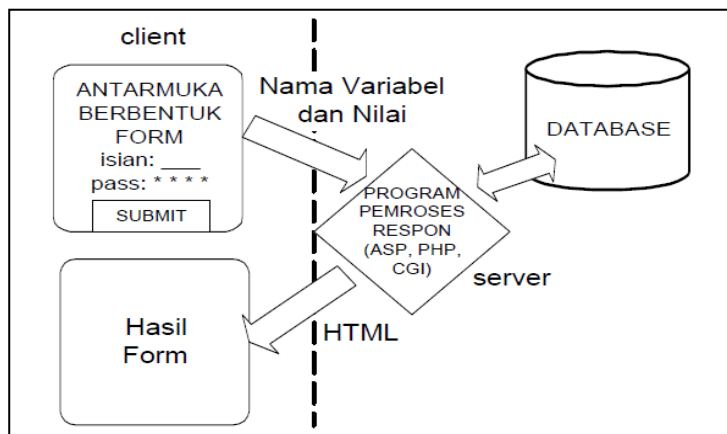 client
ANTARMUKA
BERBENTUK
FORM
isian: ___
pass: * * * *
SUBMIT
Nama Variabel
dan Nilai
DATABASE
PROGRAM
PEMROSES
RESPON
(ASP, PHP,
CGI)
server
Hasil
Form
HTML